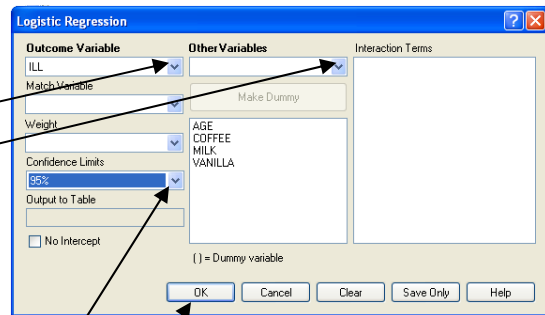 Logistic Regression
Outcome Variable
ILL
Match Variable
Weight
Confidence Limits
95%
Output to Table
No Intercept
Other Variables
Make Dummy
AGE
COFFEE
MILK
VANILLA
( ) = Dummy variable
Interaction Terms
OK
Cancel
Clear
Save Only
Help